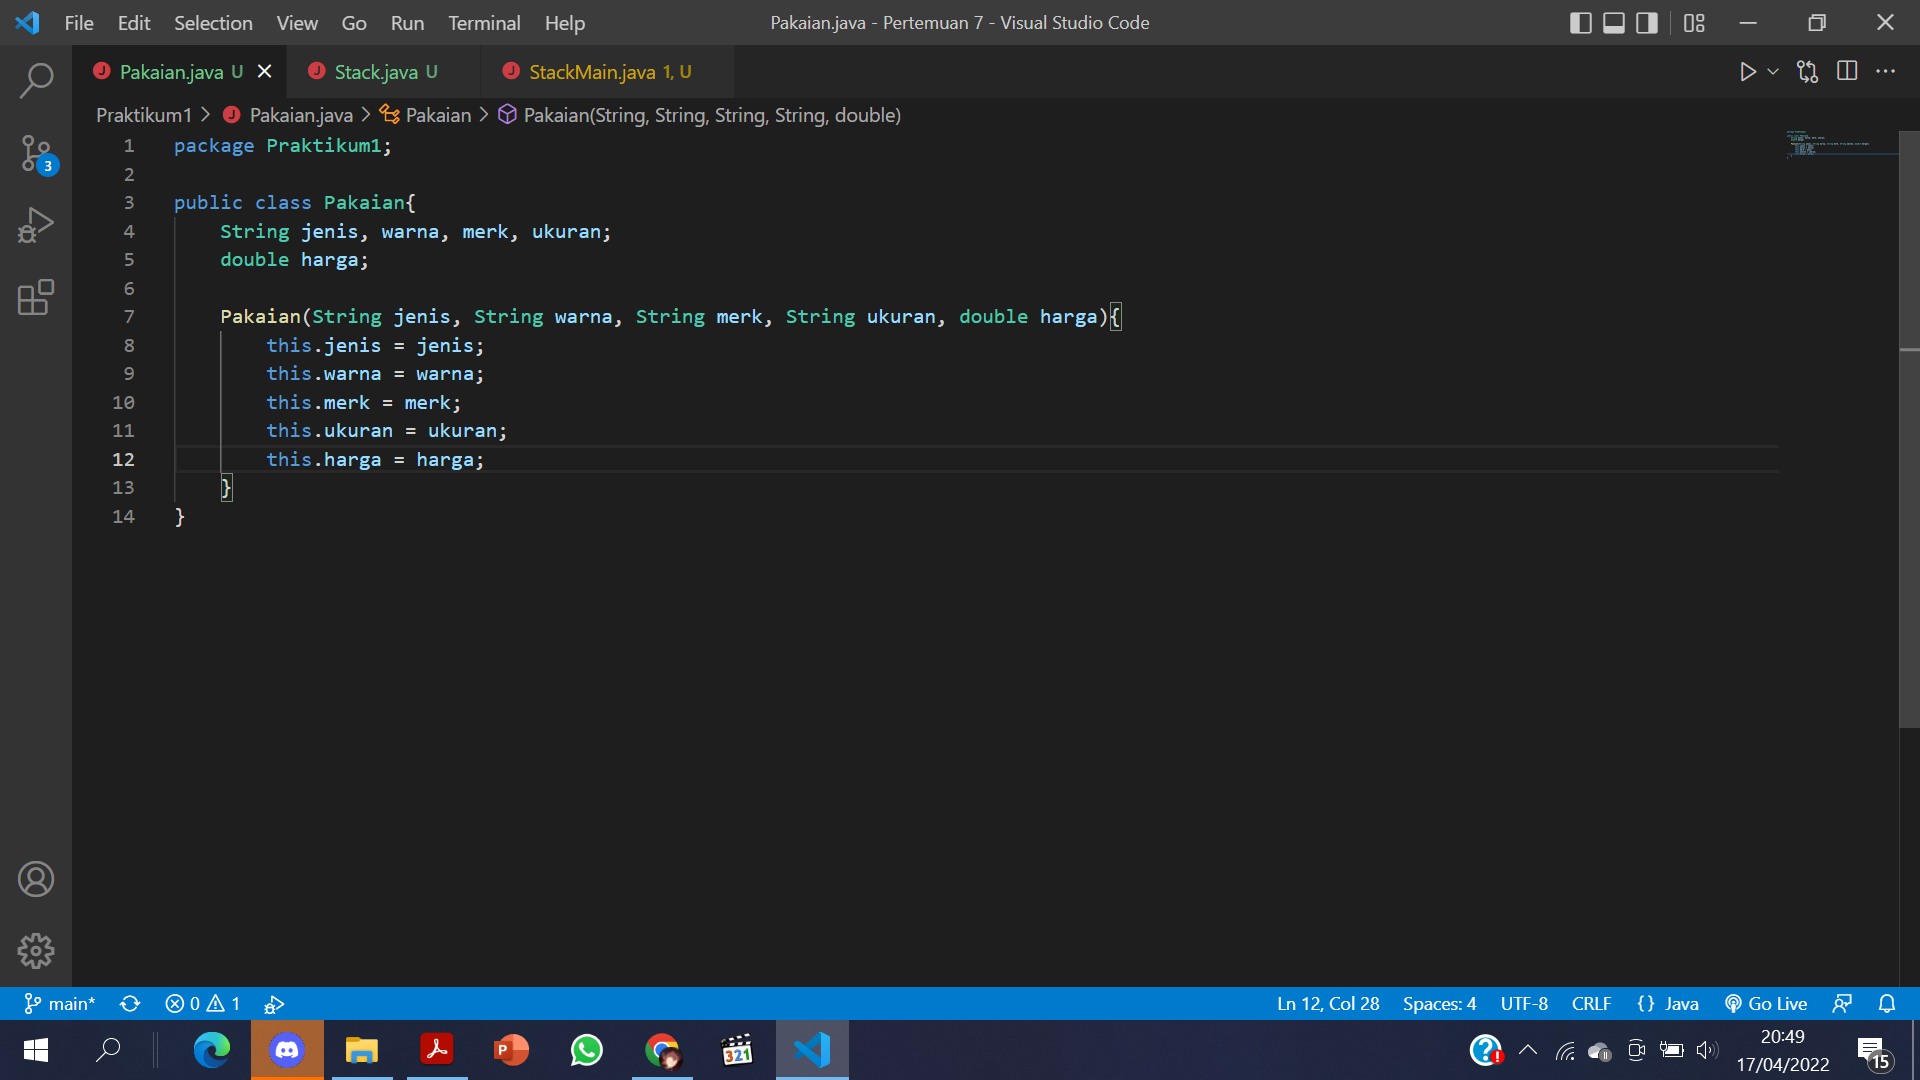 File Edit Selection View Go Run Terminal Help
Pakaian.java - Pertemuan 7 - Visual Studio Code
Pakaian.java U
Stack.java U
StackMain.java 1, U
Praktikum1 > Pakaian.java > Pakaian > Pakaian(String, String, String, String, double)
3
1 package Praktikum1;
2
3 public class Pakaian{
4 String jenis, warna, merk, ukuran;
5 double harga;
6
7 Pakaian(String jenis, String warna, String merk, String ukuran, double harga){
8 this.jenis = jenis;
9 this.warna = warna;
10 this.merk = merk;
11 this.ukuran = ukuran;
12 this.harga = harga;
13 }
14 }
main* 0 1
Ln 12, Col 28 Spaces: 4 UTF-8 CRLF {} Java Go Live
321
20:49
17/04/2022
15